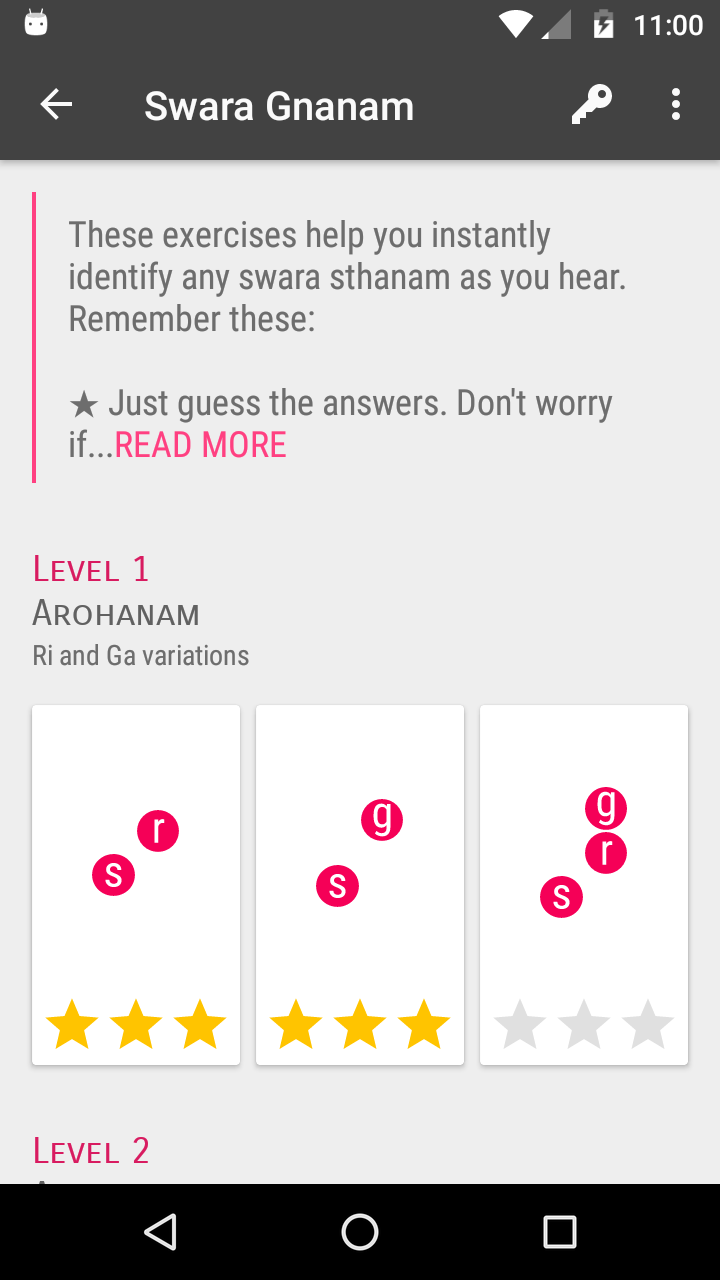 11:00
Swara Gnanam
These exercises help you instantly
identify any swara sthanam as you hear.
Remember these:
★ Just guess the answers. Don't worry
if...READ MORE
LEVEL 1
AROHANAM
Ri and Ga variations
r
s
g
s
g
r
s
LEVEL 2